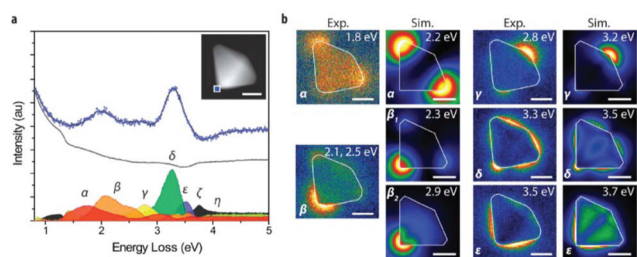 a
Intensity (au)
α
β
γ
δ
ε
ζ
η
1
2
3
4
5
Energy Loss (eV)
b
Exp.
Sim.
Exp.
Sim.
1.8 eV
α
2.2 eV
α
2.8 eV
γ
3.2 eV
γ
2.3 eV
β1
3.3 eV
δ
3.5 eV
δ
2.1, 2.5 eV
β
2.9 eV
β2
3.5 eV
ε
3.7 eV
ε